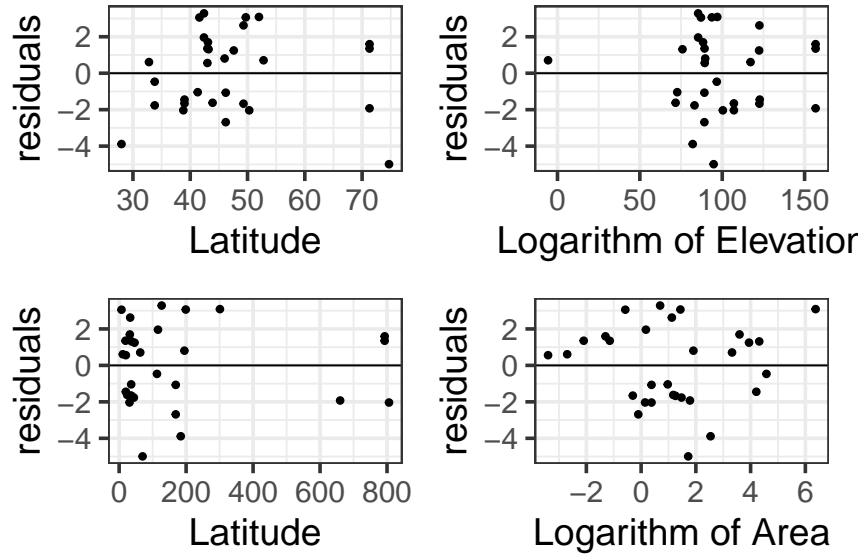 residuals
2
0
−2
−4
30 40 50 60 70
Latitude
residuals
2
0
−2
−4
0 50 100 150
Logarithm of Elevation
residuals
2
0
−2
−4
0 200 400 600 800
Latitude
residuals
2
0
−2
−4
−2 0 2 4 6
Logarithm of Area